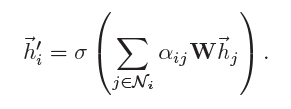 $$\vec{h}'_i = \sigma \left( \sum_{j \in \mathcal{N}_i} \alpha_{ij} \mathbf{W} \vec{h}_j \right).$$